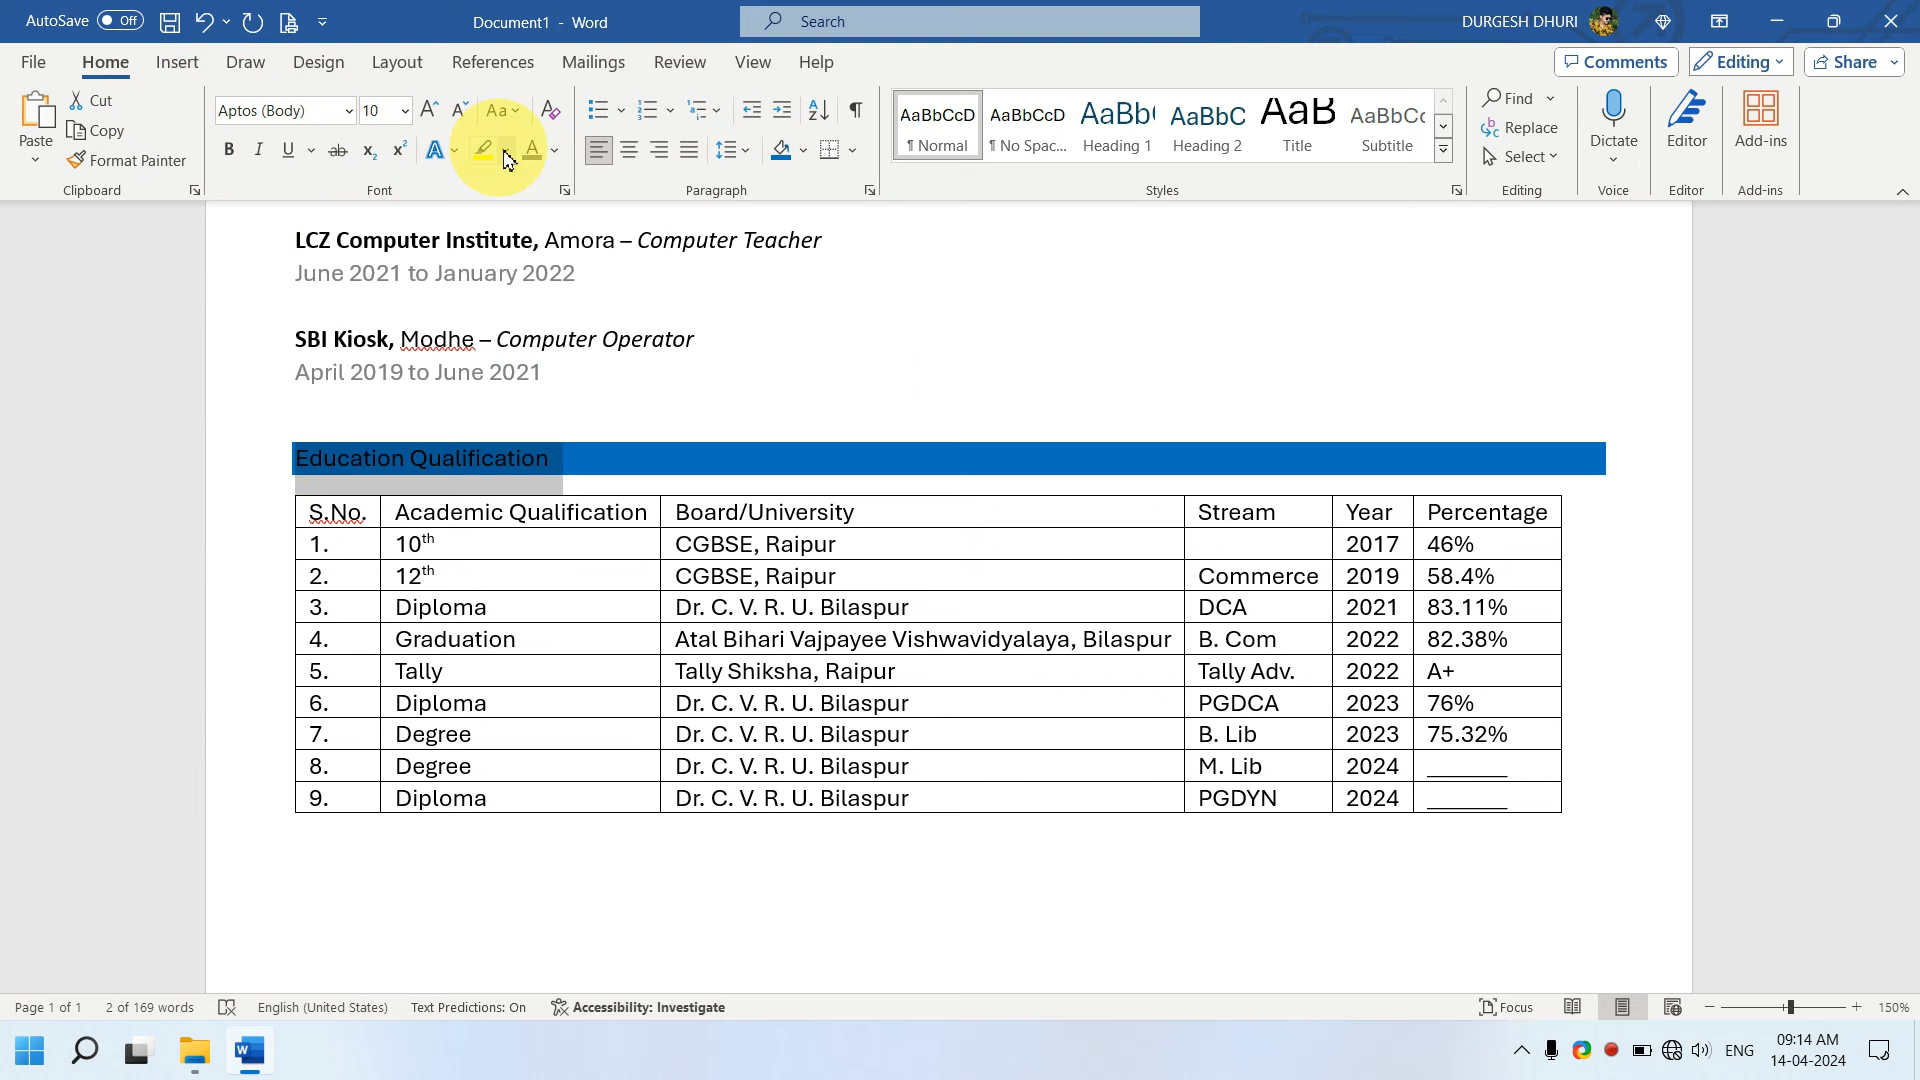 AutoSave Off Document1 - Word Search DURGESH DHURI
File Home Insert Draw Design Layout References Mailings Review View Help Comments Editing Share
Paste Cut Copy Format Painter Clipboard
Aptos (Body) 10 Aa Font
Paragraph
AaBbCcD AaBbCcD AaBb( AaBbC AaB AaBbC
¶ Normal ¶ No Spac... Heading 1 Heading 2 Title Subtitle
Styles
Find Replace Select Editing
Dictate Voice
Editor Editor
Add-ins Add-ins
LCZ Computer Institute, Amora – Computer Teacher
June 2021 to January 2022
SBI Kiosk, Modhe – Computer Operator
April 2019 to June 2021
Education Qualification
S.No. Academic Qualification Board/University Stream Year Percentage
1. 10th CGBSE, Raipur 2017 46%
2. 12th CGBSE, Raipur Commerce 2019 58.4%
3. Diploma Dr. C. V. R. U. Bilaspur DCA 2021 83.11%
4. Graduation Atal Bihari Vajpayee Vishwavidyalaya, Bilaspur B. Com 2022 82.38%
5. Tally Tally Shiksha, Raipur Tally Adv. 2022 A+
6. Diploma Dr. C. V. R. U. Bilaspur PGDCA 2023 76%
7. Degree Dr. C. V. R. U. Bilaspur B. Lib 2023 75.32%
8. Degree Dr. C. V. R. U. Bilaspur M. Lib 2024 _______
9. Diploma Dr. C. V. R. U. Bilaspur PGDYN 2024 _______
Page 1 of 1 2 of 169 words English (United States) Text Predictions: On Accessibility: Investigate Focus 150%
ENG 09:14 AM
14-04-2024